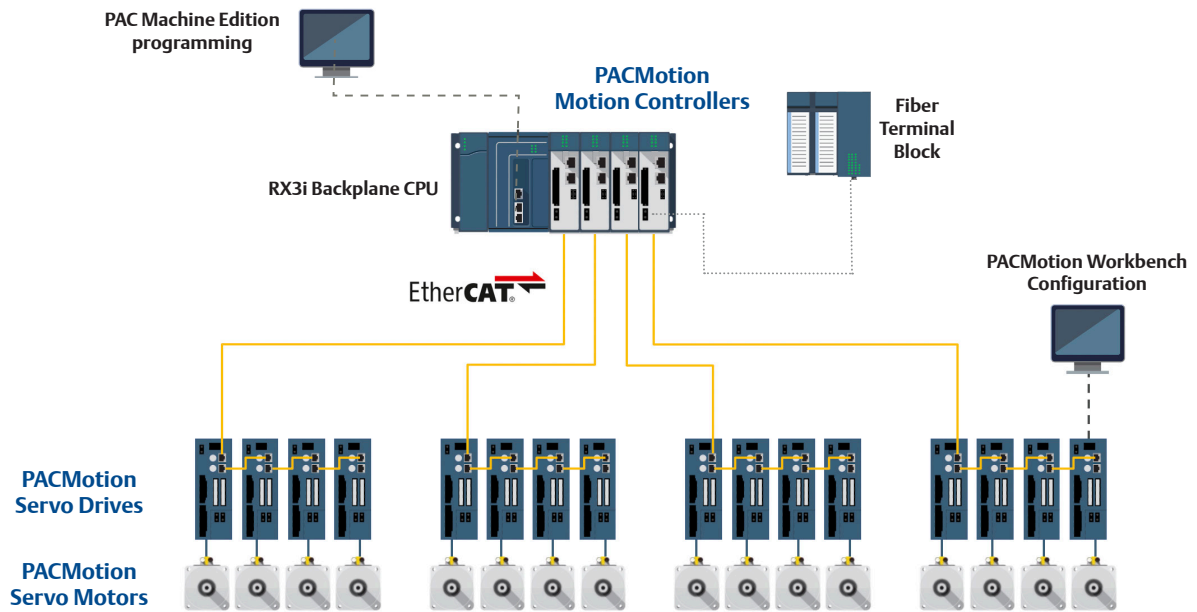 PAC Machine Edition
programming
PACMotion
Motion Controllers
Fiber
Terminal
Block
RX3i Backplane CPU
EtherCAT®
PACMotion Workbench
Configuration
PACMotion
Servo Drives
PACMotion
Servo Motors